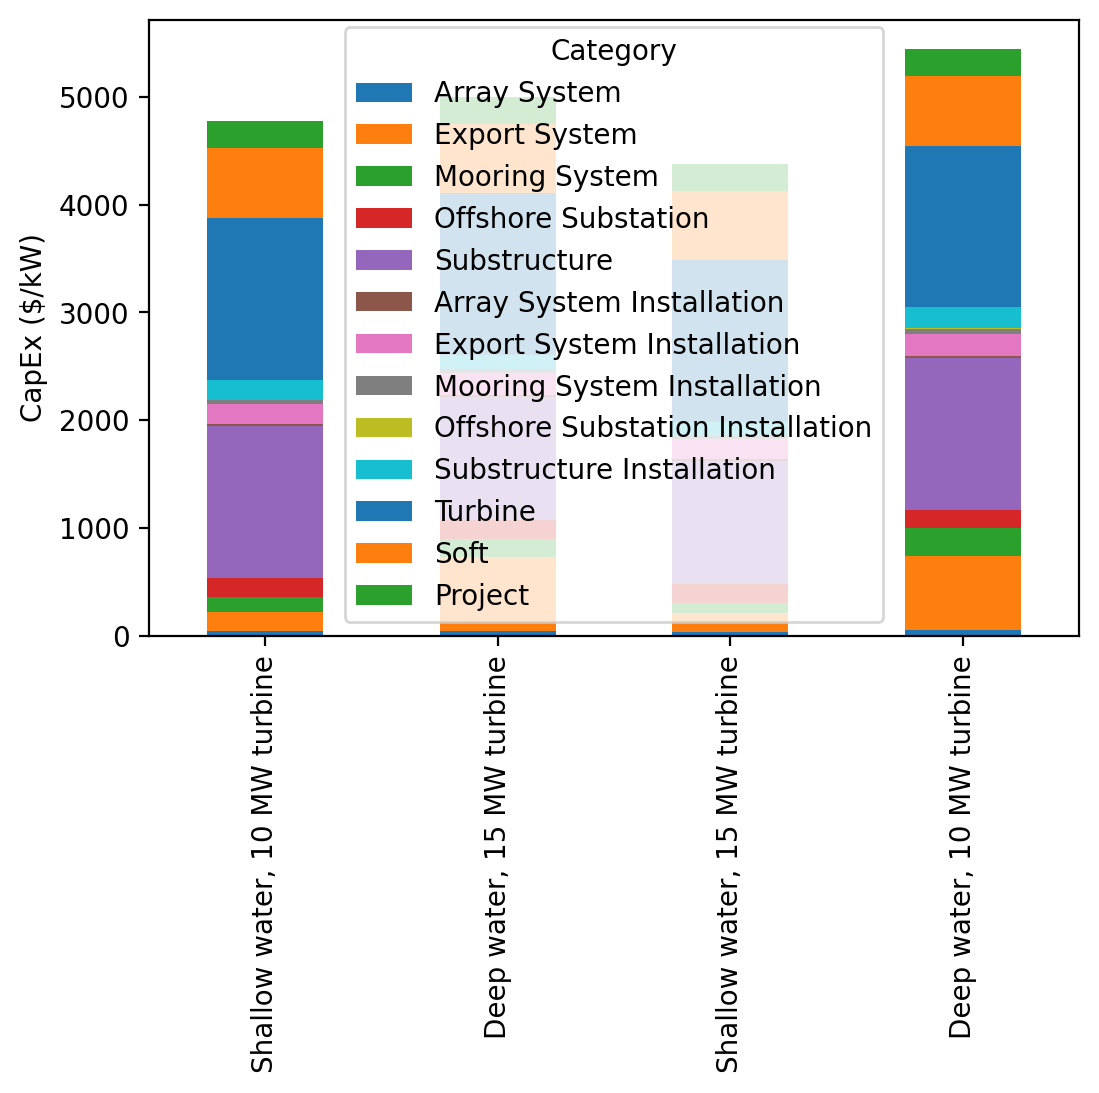 CapEx ($/kW)
5000
4000
3000
2000
1000
0
Category
Array System
Export System
Mooring System
Offshore Substation
Substructure
Array System Installation
Export System Installation
Mooring System Installation
Offshore Substation Installation
Substructure Installation
Turbine
Soft
Project
Shallow water, 10 MW turbine
Deep water, 15 MW turbine
Shallow water, 15 MW turbine
Deep water, 10 MW turbine